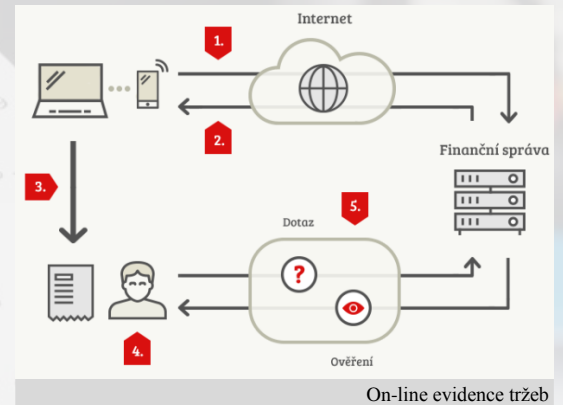 Internet
1.
2.
Finanční správa
3.
5.
Dotaz
?
4.
Ověření
On-line evidence tržeb